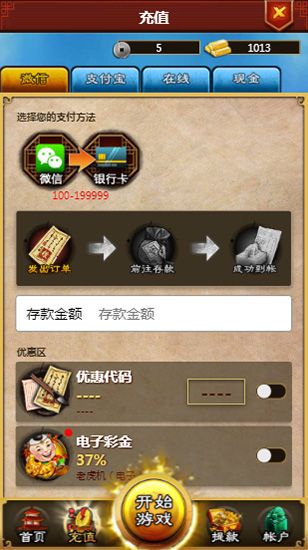 充值
5
1013
微信
支付宝
在线
现金
选择您的支付方法
微信
银行卡
100-199999
发出订单
前往存款
成功到帐
存款金额
存款金额
优惠区
优惠代码
----
----
----
电子彩金
37%
老虎机（电子
开始
游戏
首页
充值
提款
帐户